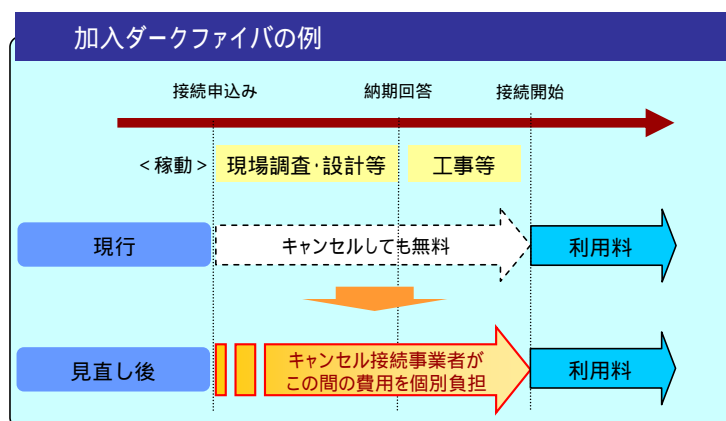 加入ダークファイバの例
接続申込み 納期回答 接続開始
<稼動> 現場調査・設計等 工事等
現行 キャンセルしても無料 利用料
見直し後 キャンセル接続事業者が
この間の費用を個別負担 利用料